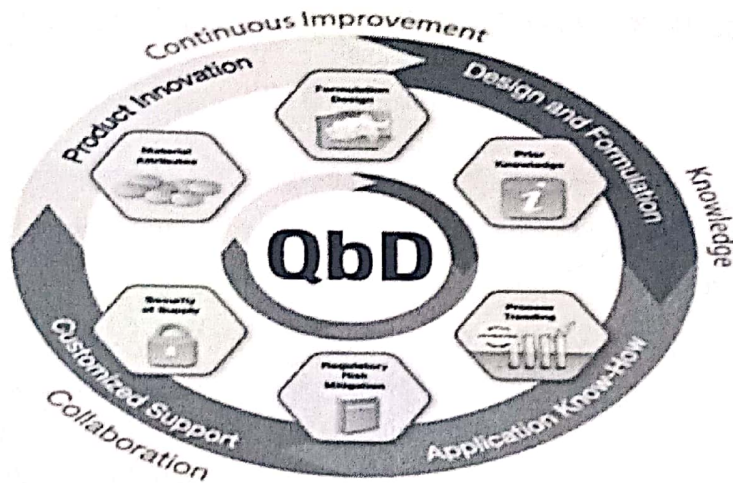 Continuous Improvement
Product Innovation
Design and Formulation
Knowledge
Formulation
Design
Material
Attributes
Prior
Knowledge
QbD
Security
of Supply
Process
Regulatory
Risk
Mitigation
Customized Support
Application Know-How
Collaboration